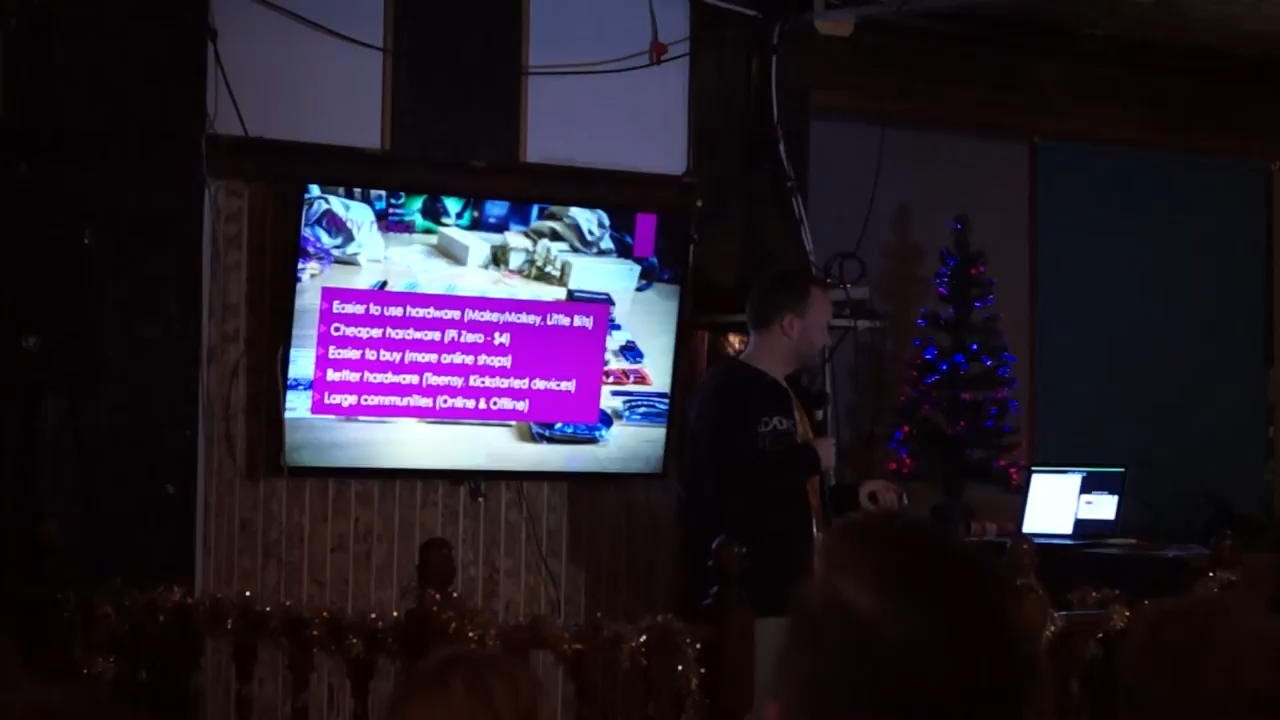 Easier to use hardware (MakeyMakey, Little Bits)
Cheaper hardware (Pi Zero - $4)
Easier to buy (more online shops)
Better hardware (Teensy, Kickstarted devices)
Large communities (Online & Offline)